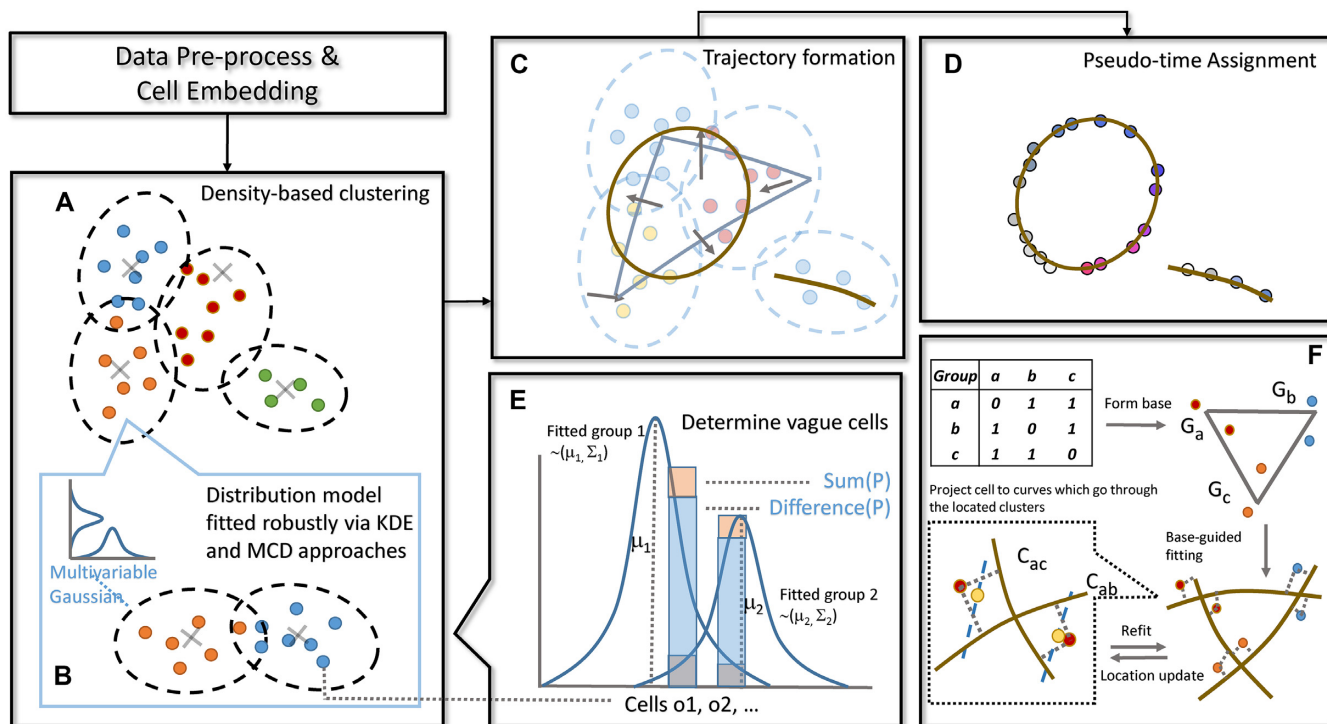 Data Pre-process &
Cell Embedding
A
Density-based clustering
Distribution model
fitted robustly via KDE
and MCD approaches
Multivariable
Gaussian
B
C
Trajectory formation
D
Pseudo-time Assignment
E
Determine vague cells
Fitted group 1
~(μ1, Σ1)
Sum(P)
Difference(P)
μ1
μ2
Fitted group 2
~(μ2, Σ2)
Cells o1, o2, ...
F
Group a b c
a 0 1 1
b 1 0 1
c 1 1 0
Form base
Gb
Ga
Gc
Project cell to curves which go through
the located clusters
Base-guided
fitting
Cac
Cab
Refit
Location update